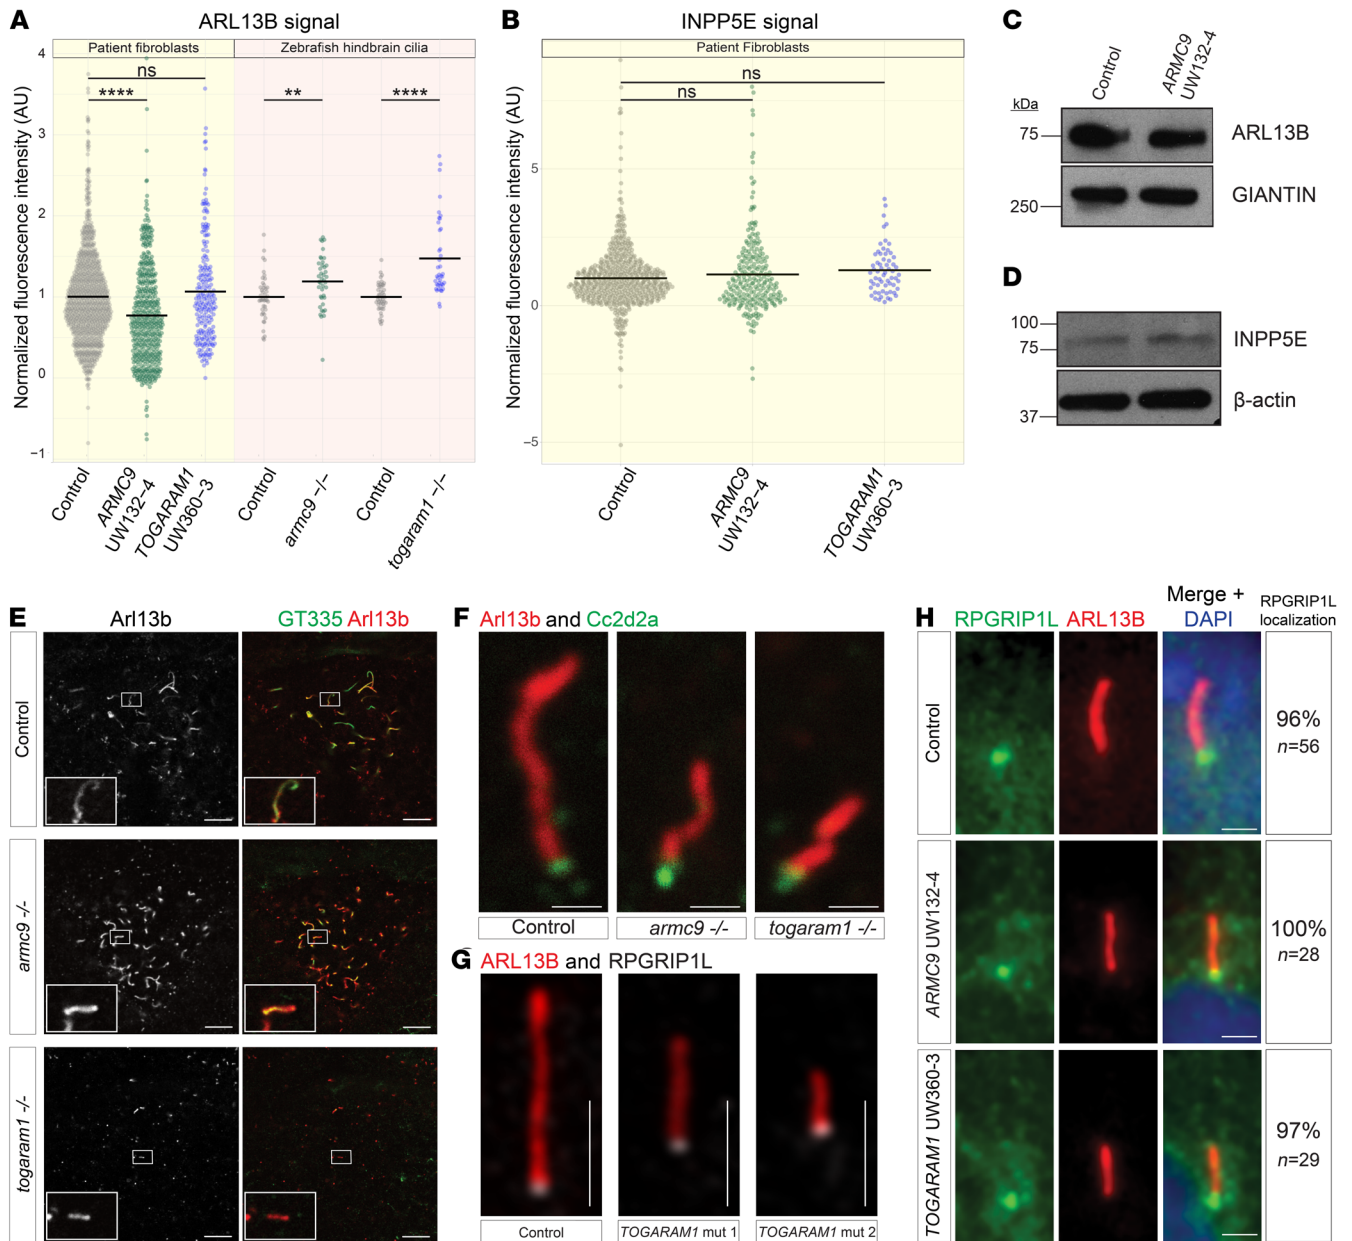 A
ARL13B signal
Patient fibroblasts
Zebrafish hindbrain cilia
Normalized fluorescence intensity (AU)
4
3
2
1
0
−1
ns
****
**
****
Control
ARMC9 UW132−4
TOGARAM1 UW360−3
Control
armc9 −/−
Control
togaram1 −/−
B
INPP5E signal
Patient Fibroblasts
Normalized fluorescence intensity (AU)
5
0
−5
ns
ns
Control
ARMC9 UW132−4
TOGARAM1 UW360−3
C
Control
ARMC9 UW132-4
kDa
75
ARL13B
250
GIANTIN
D
100
75
INPP5E
37
β-actin
E
Arl13b
GT335 Arl13b
Control
armc9 -/-
togaram1 -/-
F
Arl13b and Cc2d2a
Control
armc9 -/-
togaram1 -/-
G
ARL13B and RPGRIP1L
Control
TOGARAM1 mut 1
TOGARAM1 mut 2
H
RPGRIP1L
ARL13B
Merge + DAPI
RPGRIP1L localization
Control
96%
n=56
ARMC9 UW132-4
100%
n=28
TOGARAM1 UW360-3
97%
n=29